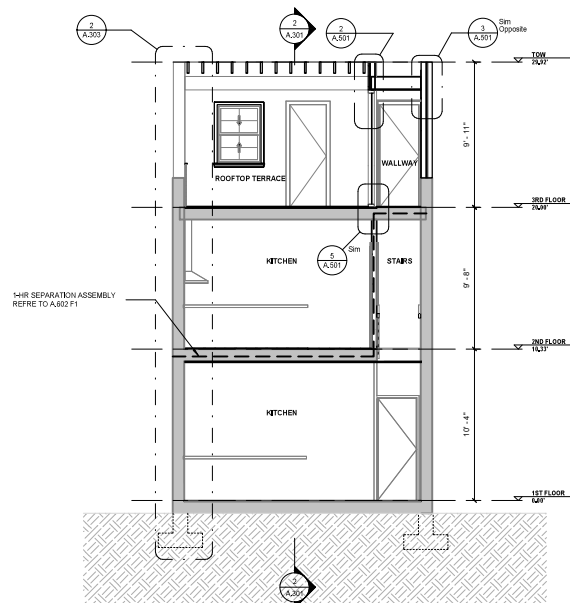 2
A.303
2
A.301
2
A.501
3
A.501
Sim
Opposite
TOW
29.92'
9' - 11"
ROOFTOP TERRACE
WALLWAY
3RD FLOOR
20.00'
5
A.501
Sim
KITCHEN
STAIRS
9' - 8"
1-HR SEPARATION ASSEMBLY
REFRE TO A.602 F1
2ND FLOOR
10.33'
KITCHEN
10' - 4"
1ST FLOOR
0.00'
2
A.301